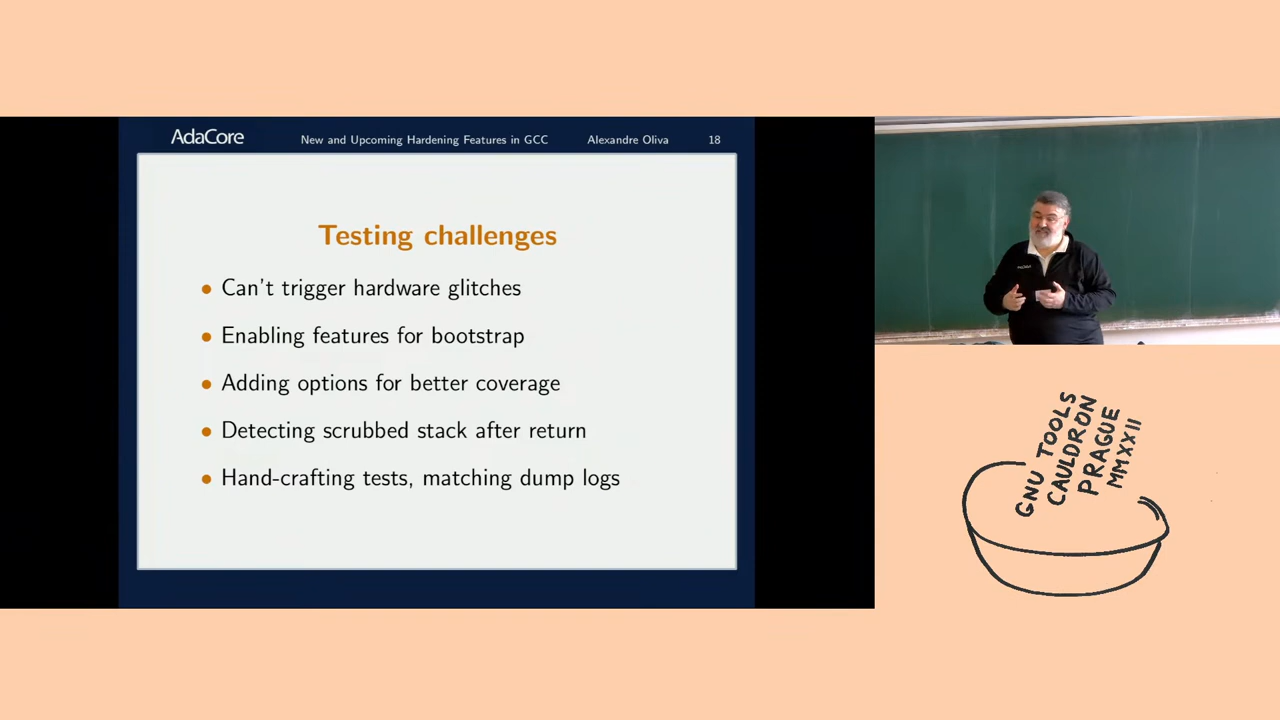 AdaCore New and Upcoming Hardening Features in GCC Alexandre Oliva 18
Testing challenges
• Can't trigger hardware glitches
• Enabling features for bootstrap
• Adding options for better coverage
• Detecting scrubbed stack after return
• Hand-crafting tests, matching dump logs
GNU TOOLS
CAULDRON
PRAGUE
MMXXII